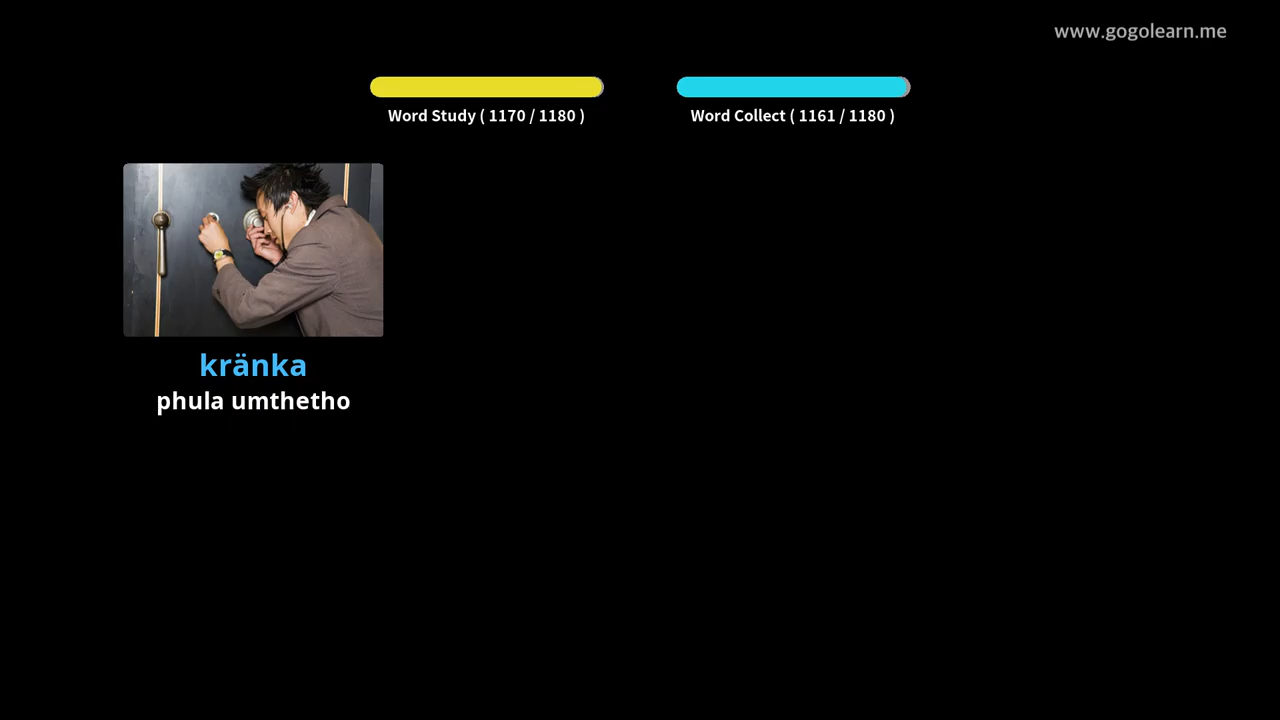 www.gogolearn.me
Word Study ( 1170 / 1180 )
Word Collect ( 1161 / 1180 )
kränka
phula umthetho